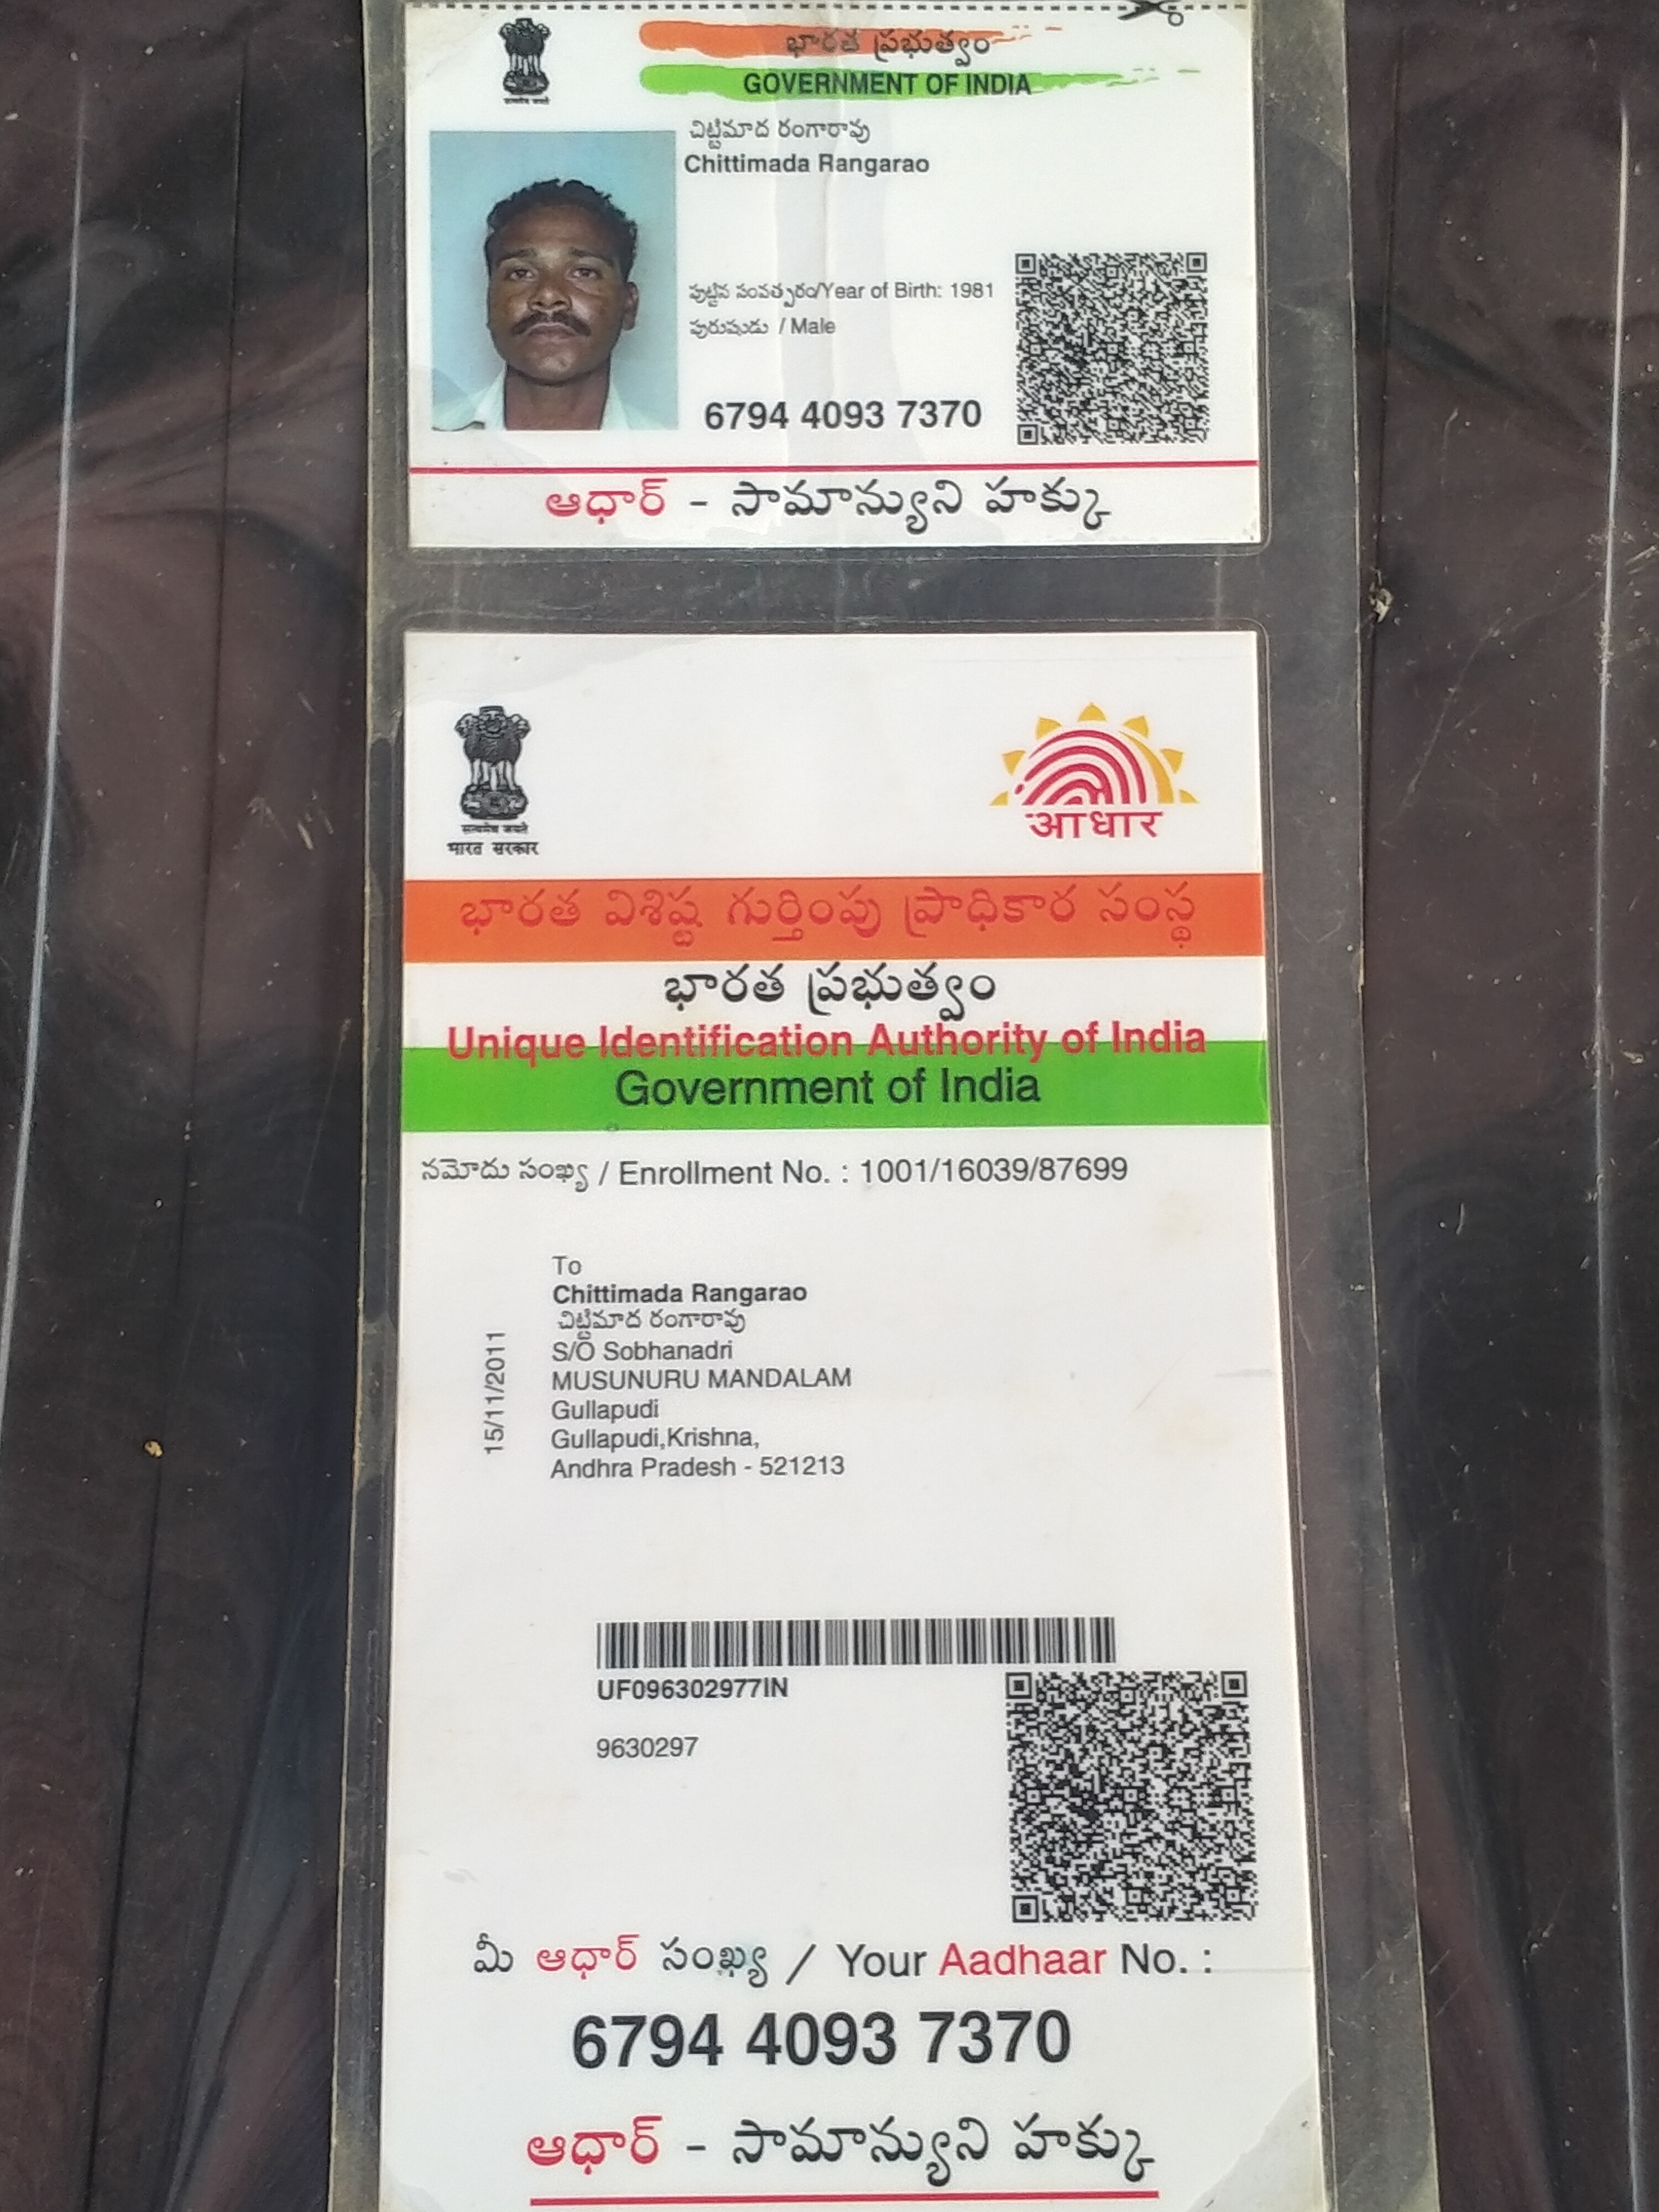 భారత ప్రభుత్వం
GOVERNMENT OF INDIA
చిట్టిమాద రంగారావు
Chittimada Rangarao
పుట్టిన సంవత్సరం/Year of Birth: 1981
పురుషుడు / Male
6794 4093 7370
ఆధార్ - సామాన్యుని హక్కు
सत्यमेव जयते
भारत सरकार
आधार
భారత విశిష్ట గుర్తింపు ప్రాధికార సంస్థ
భారత ప్రభుత్వం
Unique Identification Authority of India
Government of India
నమోదు సంఖ్య / Enrollment No. : 1001/16039/87699
To
Chittimada Rangarao
చిట్టిమాద రంగారావు
S/O Sobhanadri
MUSUNURU MANDALAM
Gullapudi
Gullapudi,Krishna,
Andhra Pradesh - 521213
15/11/2011
UF096302977IN
9630297
మీ ఆధార్ సంఖ్య / Your Aadhaar No. :
6794 4093 7370
ఆధార్ - సామాన్యుని హక్కు